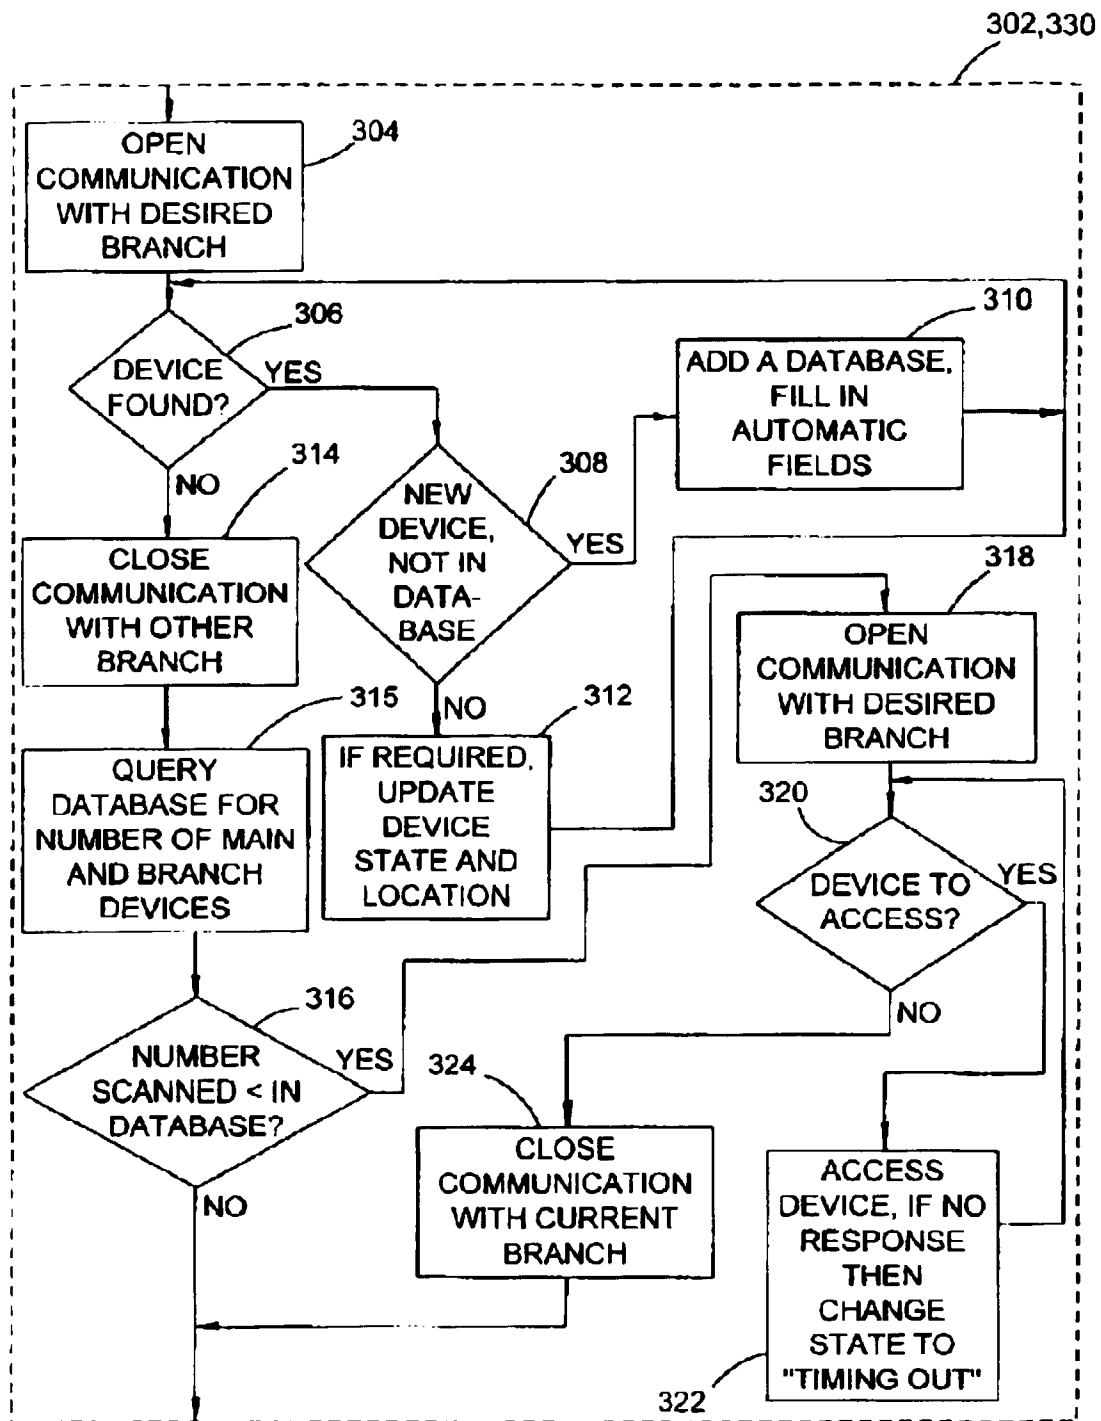 302,330
304
OPEN
COMMUNICATION
WITH DESIRED
BRANCH
306
DEVICE
FOUND?
YES
NO
310
ADD A DATABASE,
FILL IN
AUTOMATIC
FIELDS
308
NEW
DEVICE,
NOT IN
DATA-
BASE
YES
NO
314
CLOSE
COMMUNICATION
WITH OTHER
BRANCH
312
IF REQUIRED,
UPDATE
DEVICE
STATE AND
LOCATION
315
QUERY
DATABASE FOR
NUMBER OF MAIN
AND BRANCH
DEVICES
316
NUMBER
SCANNED < IN
DATABASE?
YES
NO
318
OPEN
COMMUNICATION
WITH DESIRED
BRANCH
320
DEVICE TO
ACCESS?
YES
NO
324
CLOSE
COMMUNICATION
WITH CURRENT
BRANCH
ACCESS
DEVICE, IF NO
RESPONSE
THEN
CHANGE
STATE TO
"TIMING OUT"
322